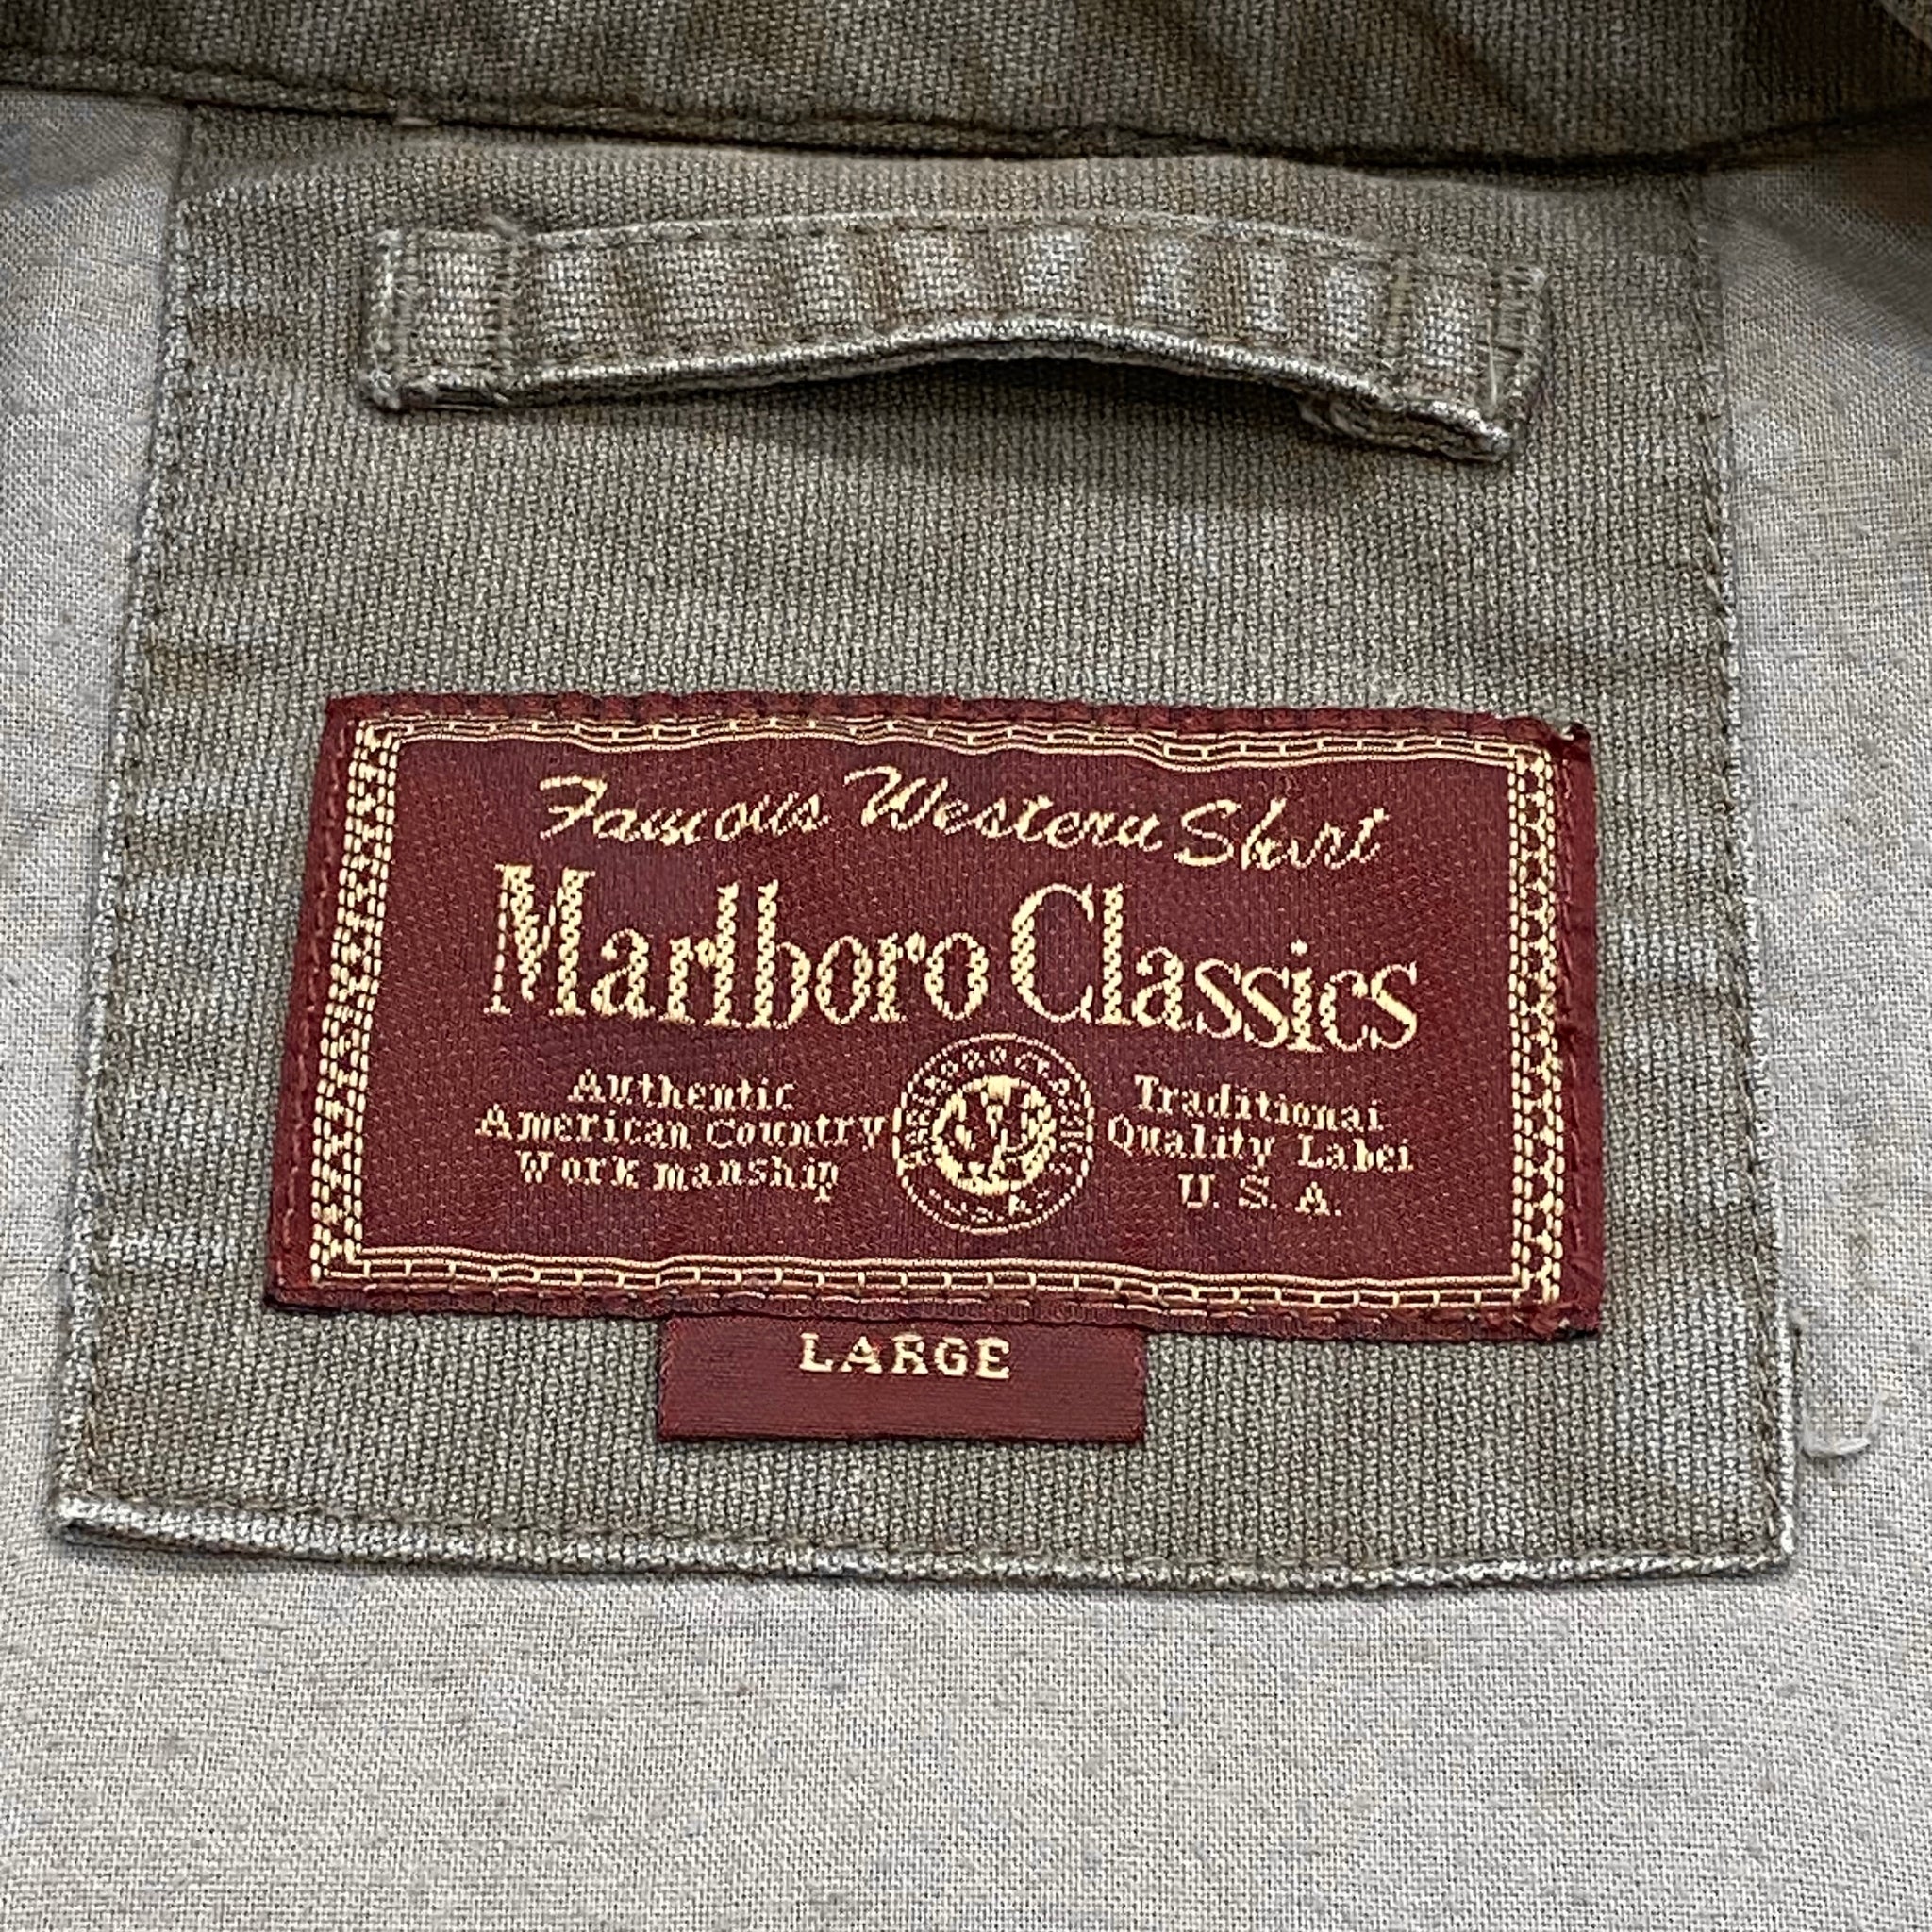 Famous Western Shirt
Marlboro Classics
Authentic
American Country
Workmanship
Traditional
Quality Label
U.S.A.
LARGE